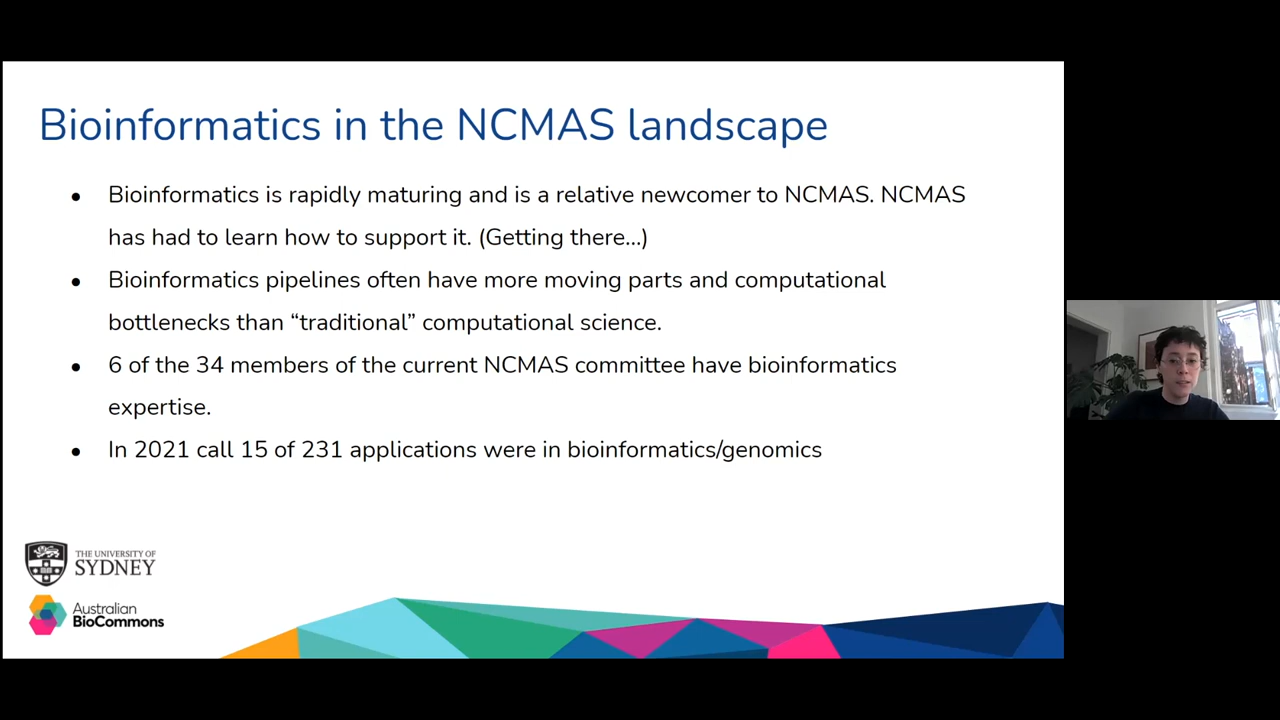 Bioinformatics in the NCMAS landscape
● Bioinformatics is rapidly maturing and is a relative newcomer to NCMAS. NCMAS
has had to learn how to support it. (Getting there...)
● Bioinformatics pipelines often have more moving parts and computational
bottlenecks than “traditional” computational science.
● 6 of the 34 members of the current NCMAS committee have bioinformatics
expertise.
● In 2021 call 15 of 231 applications were in bioinformatics/genomics
THE UNIVERSITY OF
SYDNEY
Australian
BioCommons